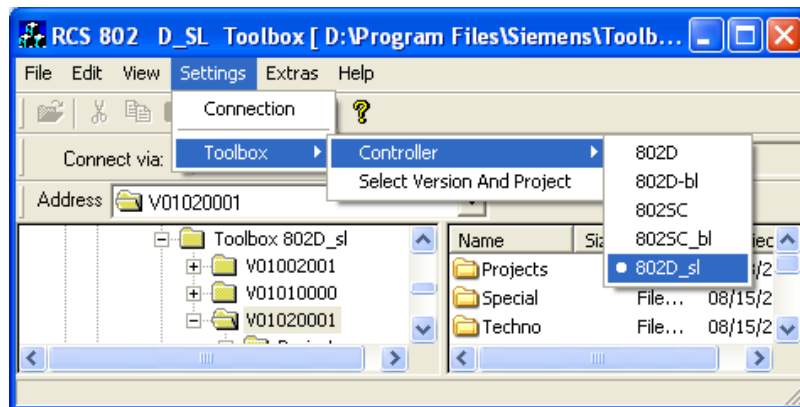 RCS 802 D_SL Toolbox [ D:\Program Files\Siemens\Toolb...
File Edit View Settings Extras Help
Connection
Toolbox
Controller
Select Version And Project
802D
802D-bl
802SC
802SC_bl
802D_sl
Connect via:
Address V01020001
Toolbox 802D_sl
V01002001
V01010000
V01020001
Name
Projects
Special File... 08/15/2
Techno File... 08/15/2